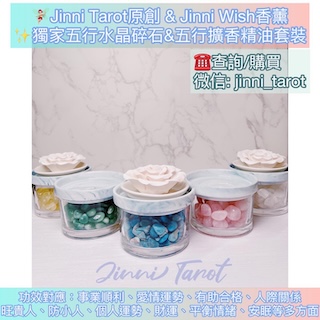 🧚🏻‍♀️ Jinni Tarot原創 & Jinni Wish香薰
✨獨家五行水晶碎石&五行擴香精油套裝
☎️查詢/購買
微信: jinni_tarot
Jinni Tarot
功效對應：事業順利、愛情運勢、有助合格、人際關係
旺貴人、防小人、個人運勢、財運、平衡情緒、安眠等多方面